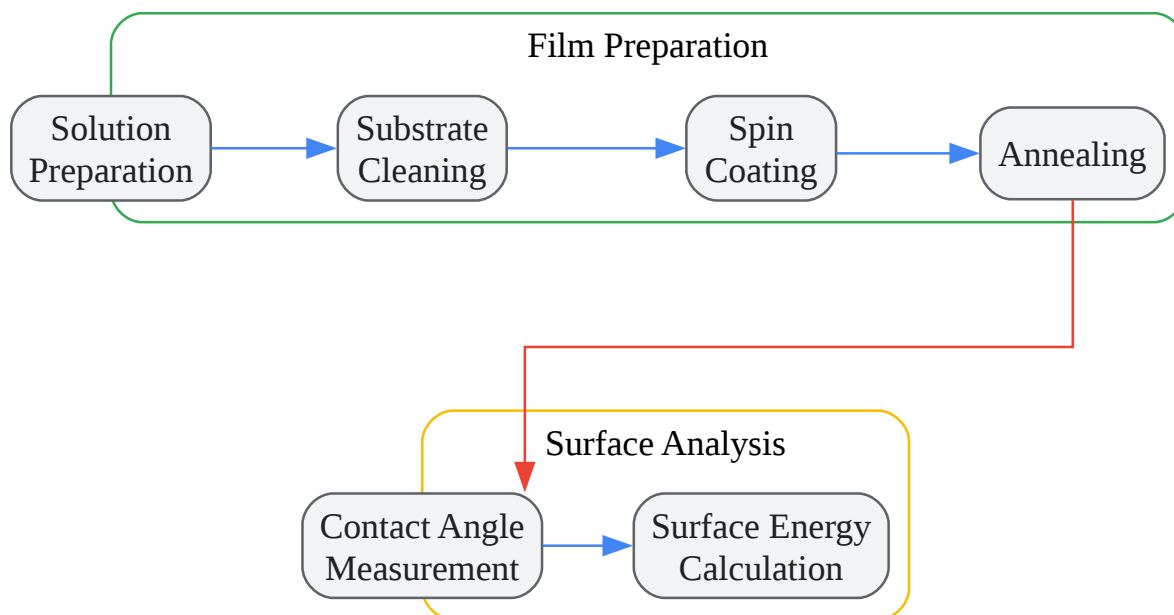 Film Preparation
Solution
Preparation
Substrate
Cleaning
Spin
Coating
Annealing
Surface Analysis
Contact Angle
Measurement
Surface Energy
Calculation